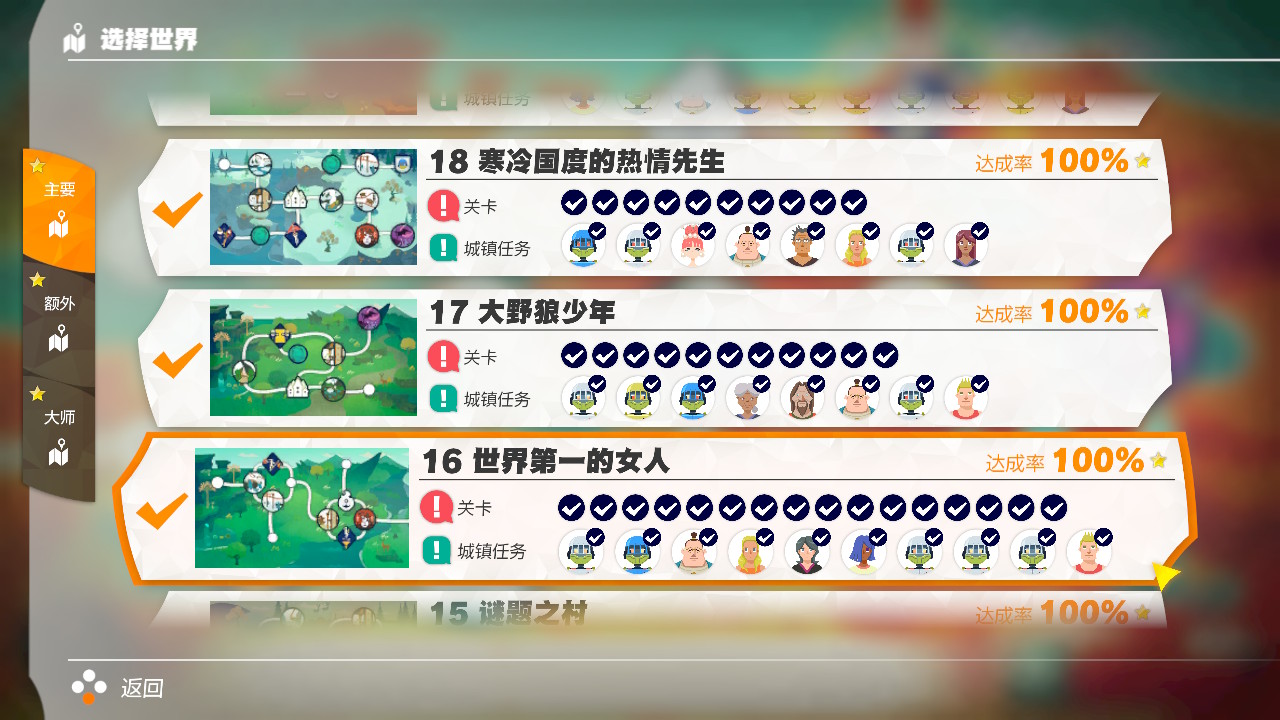 选择世界
主要
额外
大师
城镇任务
18 寒冷国度的热情先生
达成率 100%
关卡
城镇任务
17 大野狼少年
达成率 100%
关卡
城镇任务
16 世界第一的女人
达成率 100%
关卡
城镇任务
15 谜题之村
达成率 100%
返回